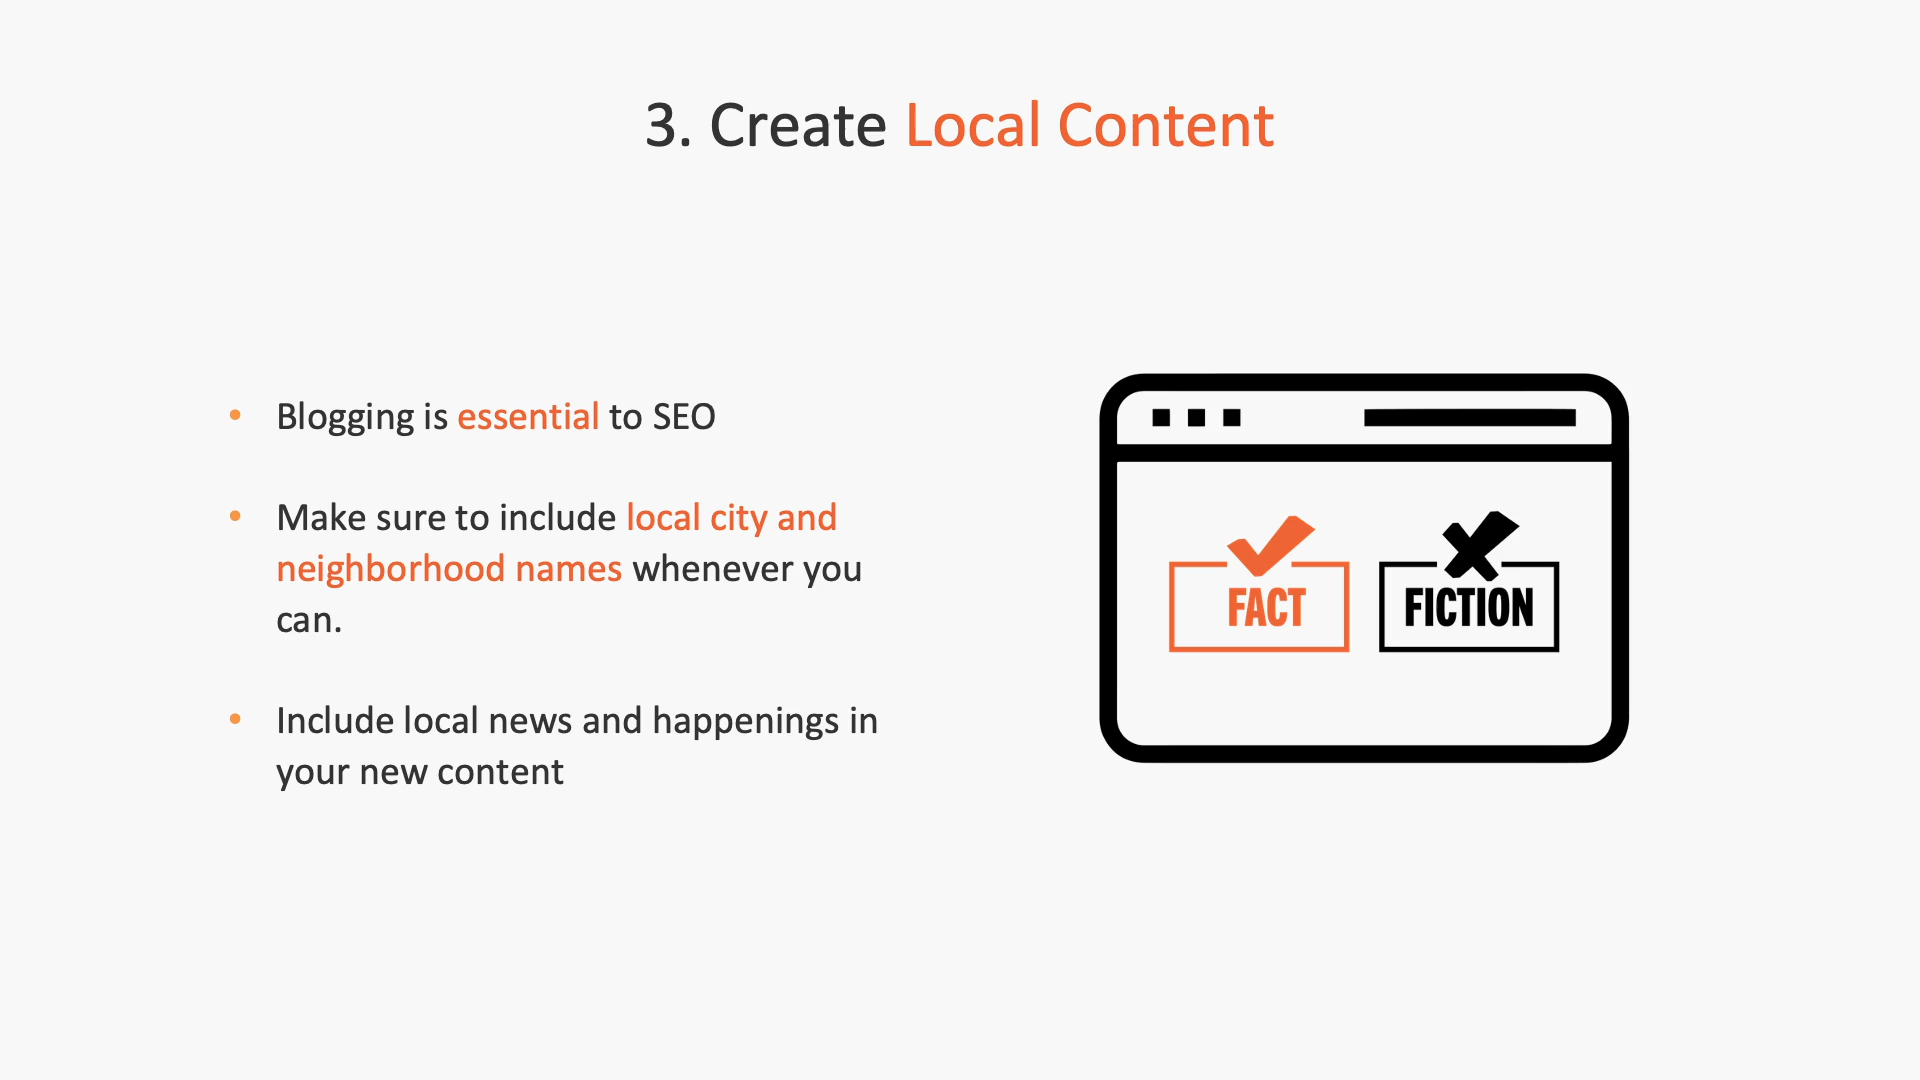 3. Create Local Content
• Blogging is essential to SEO
• Make sure to include local city and
neighborhood names whenever you
can.
• Include local news and happenings in
your new content
FACT
FICTION